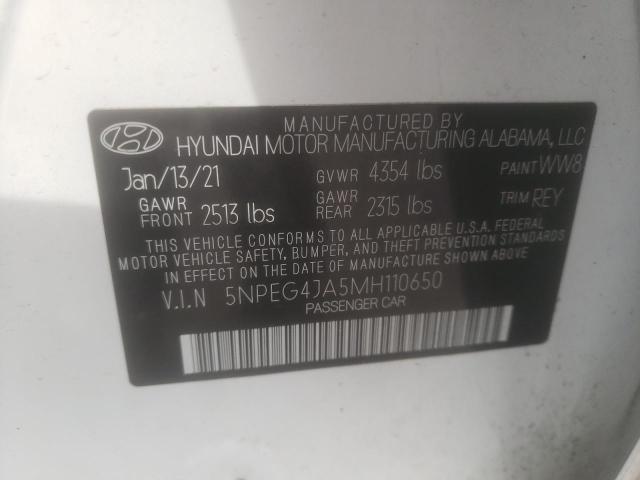 MANUFACTURED BY
HYUNDAI MOTOR MANUFACTURING ALABAMA, LLC
Jan/13/21 GVWR 4354 lbs PAINT WW8
GAWR FRONT 2513 lbs GAWR REAR 2315 lbs TRIM REY
THIS VEHICLE CONFORMS TO ALL APPLICABLE U.S.A. FEDERAL
MOTOR VEHICLE SAFETY, BUMPER, AND THEFT PREVENTION STANDARDS
IN EFFECT ON THE DATE OF MANUFACTURE SHOWN ABOVE.
V.I.N 5NPEG4JA5MH110650
PASSENGER CAR